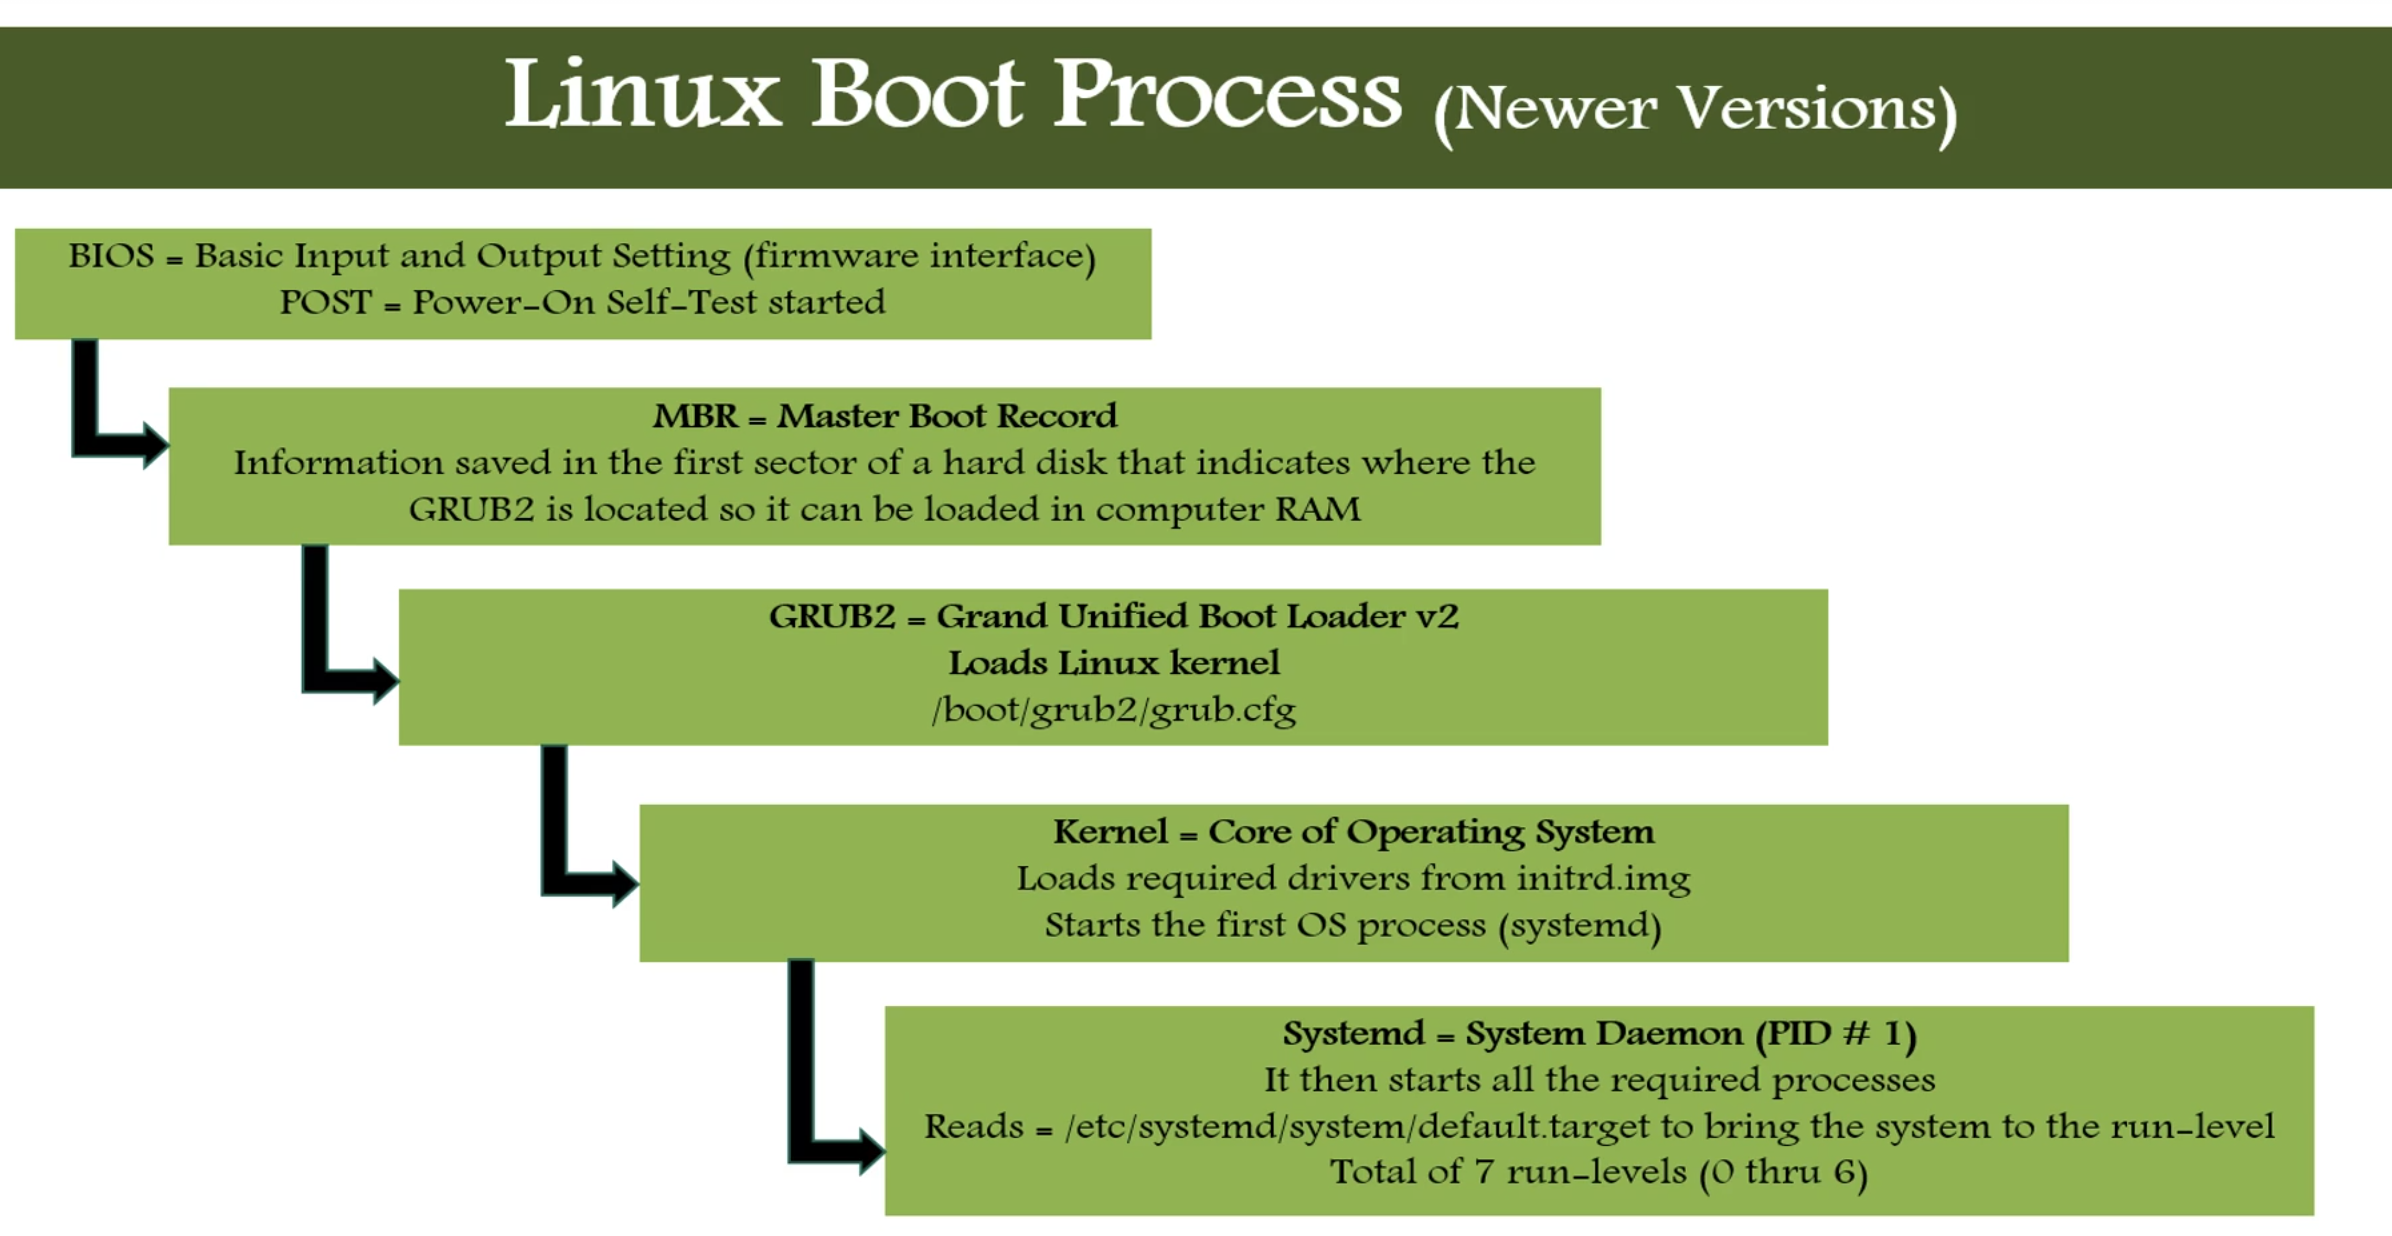 Linux Boot Process (Newer Versions)
BIOS = Basic Input and Output Setting (firmware interface)
POST = Power-On Self-Test started
MBR = Master Boot Record
Information saved in the first sector of a hard disk that indicates where the
GRUB2 is located so it can be loaded in computer RAM
GRUB2 = Grand Unified Boot Loader v2
Loads Linux kernel
/boot/grub2/grub.cfg
Kernel = Core of Operating System
Loads required drivers from initrd.img
Starts the first OS process (systemd)
Systemd = System Daemon (PID # 1)
It then starts all the required processes
Reads = /etc/systemd/system/default.target to bring the system to the run-level
Total of 7 run-levels (0 thru 6)